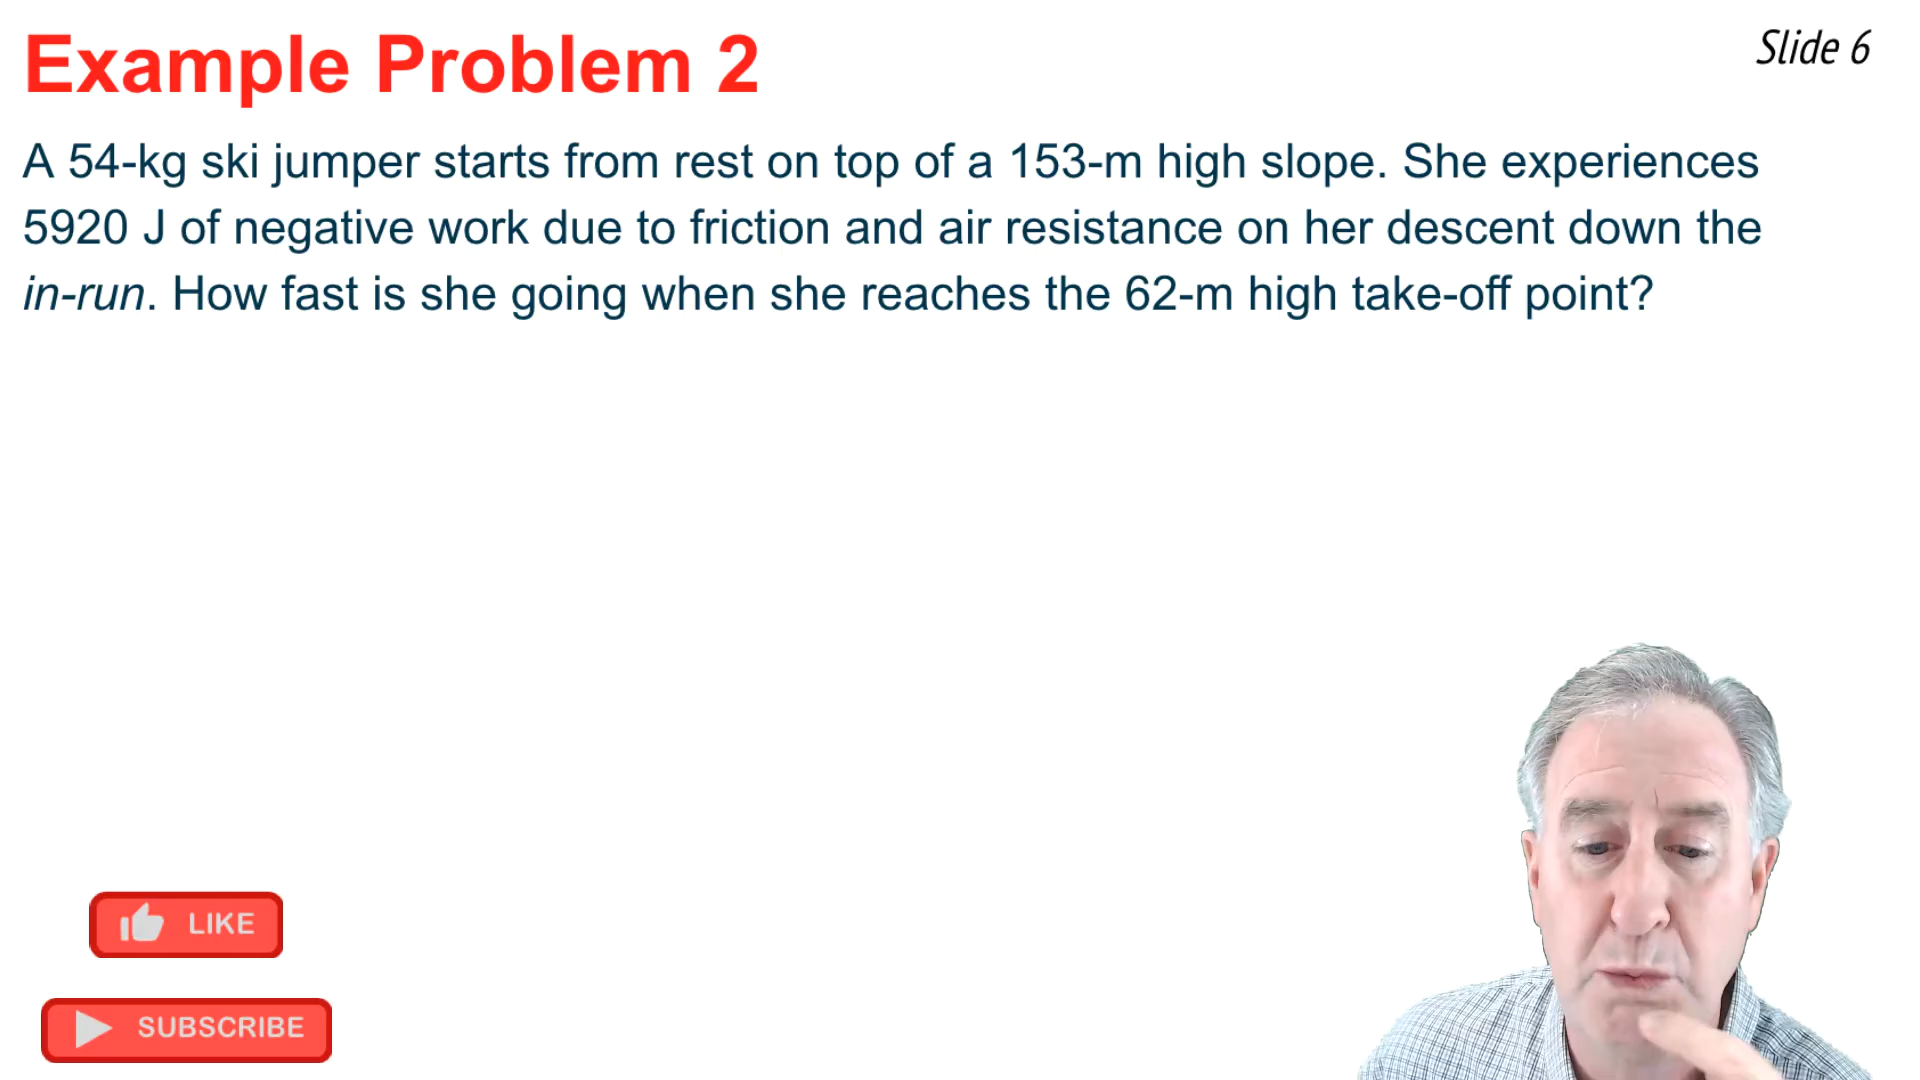 Example Problem 2
Slide 6
A 54-kg ski jumper starts from rest on top of a 153-m high slope. She experiences
5920 J of negative work due to friction and air resistance on her descent down the
in-run. How fast is she going when she reaches the 62-m high take-off point?
LIKE
SUBSCRIBE